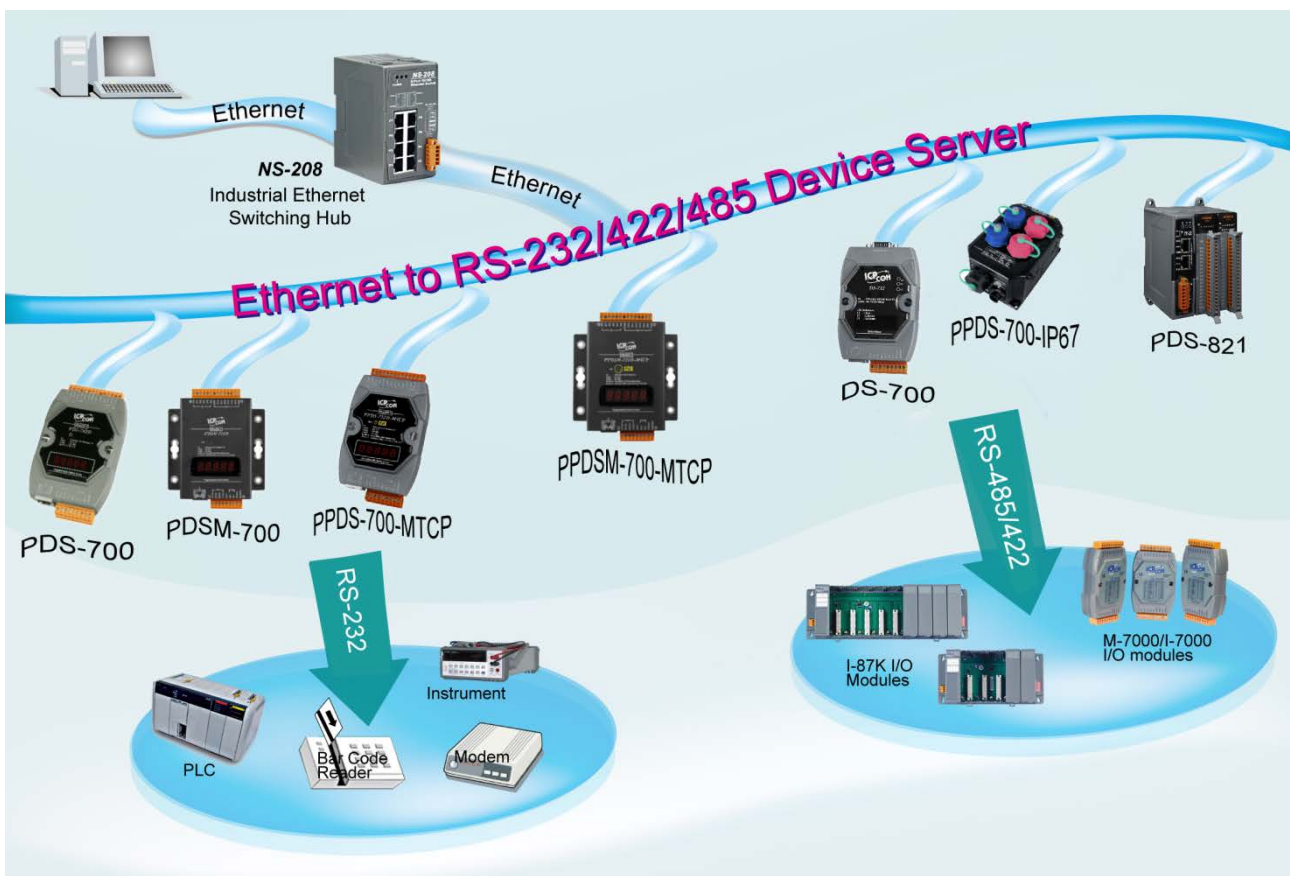 Ethernet
NS-208
NS-208
Industrial Ethernet
Switching Hub
Ethernet
Ethernet to RS-232/422/485 Device Server
PDS-700
PDSM-700
PPDS-700-MTCP
PPDSM-700-MTCP
DS-700
PPDS-700-IP67
PDS-821
RS-232
RS-485/422
PLC
Bar Code
Reader
Instrument
Modem
I-87K I/O
Modules
M-7000/I-7000
I/O modules